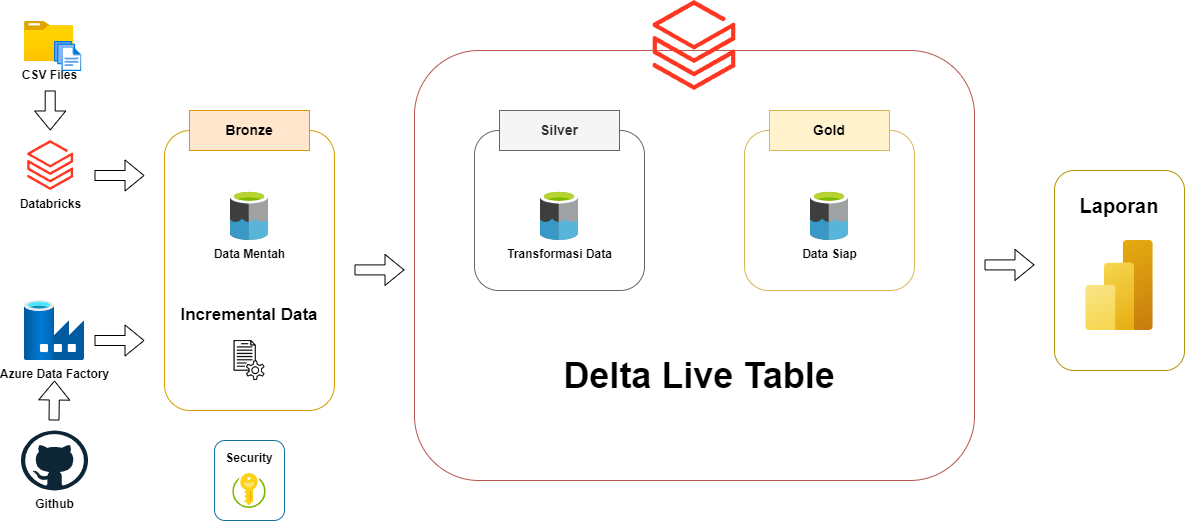 CSV Files
Databricks
Azure Data Factory
Github
Bronze
Data Mentah
Incremental Data
Security
Silver
Transformasi Data
Gold
Data Siap
Delta Live Table
Laporan